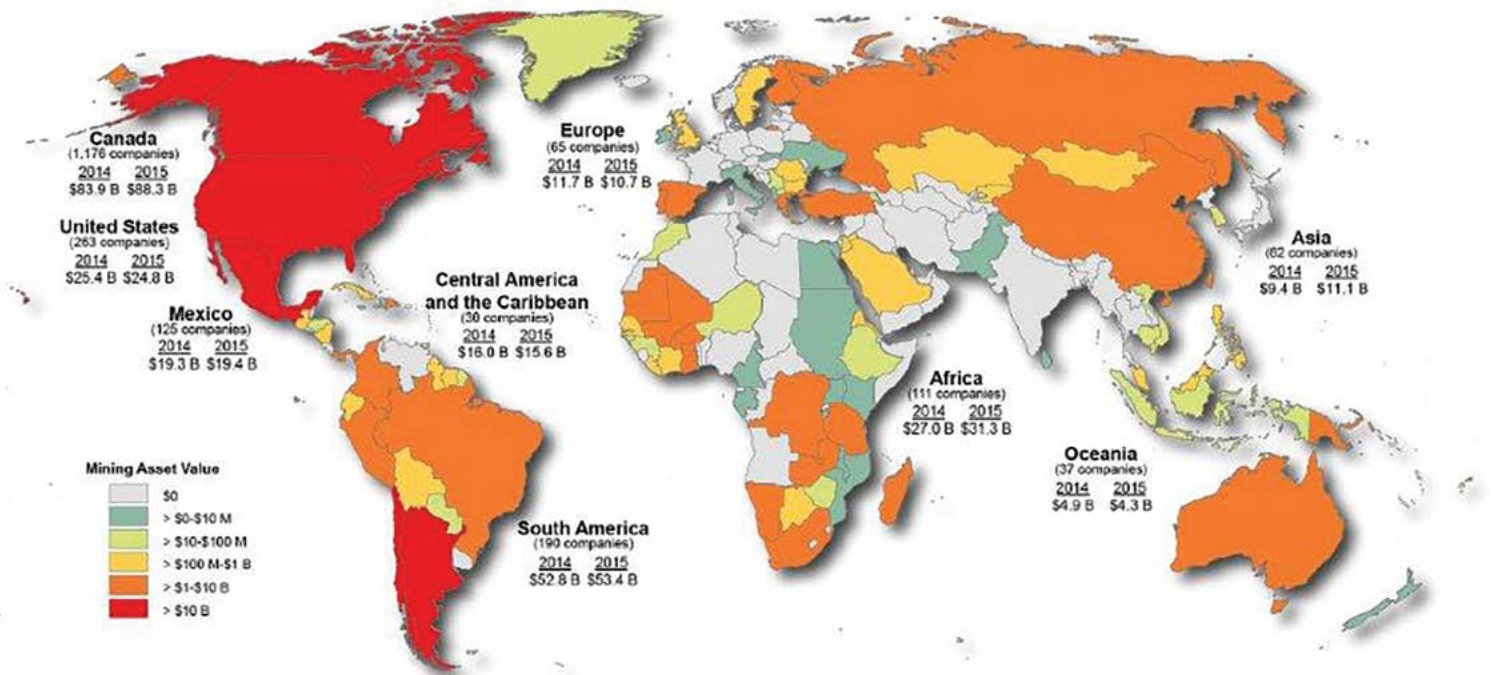 Canada
(1,176 companies)
2014 2015
$83.9 B $88.3 B
United States
(263 companies)
2014 2015
$25.4 B $24.8 B
Mexico
(125 companies)
2014 2015
$19.3 B $19.4 B
Central America
and the Caribbean
(30 companies)
2014 2015
$16.0 B $15.6 B
South America
(190 companies)
2014 2015
$52.8 B $53.4 B
Europe
(65 companies)
2014 2015
$11.7 B $10.7 B
Africa
(111 companies)
2014 2015
$27.0 B $31.3 B
Asia
(62 companies)
2014 2015
$9.4 B $11.1 B
Oceania
(37 companies)
2014 2015
$4.9 B $4.3 B
Mining Asset Value
$0
> $0-$10 M
> $10-$100 M
> $100 M-$1 B
> $1-$10 B
> $10 B